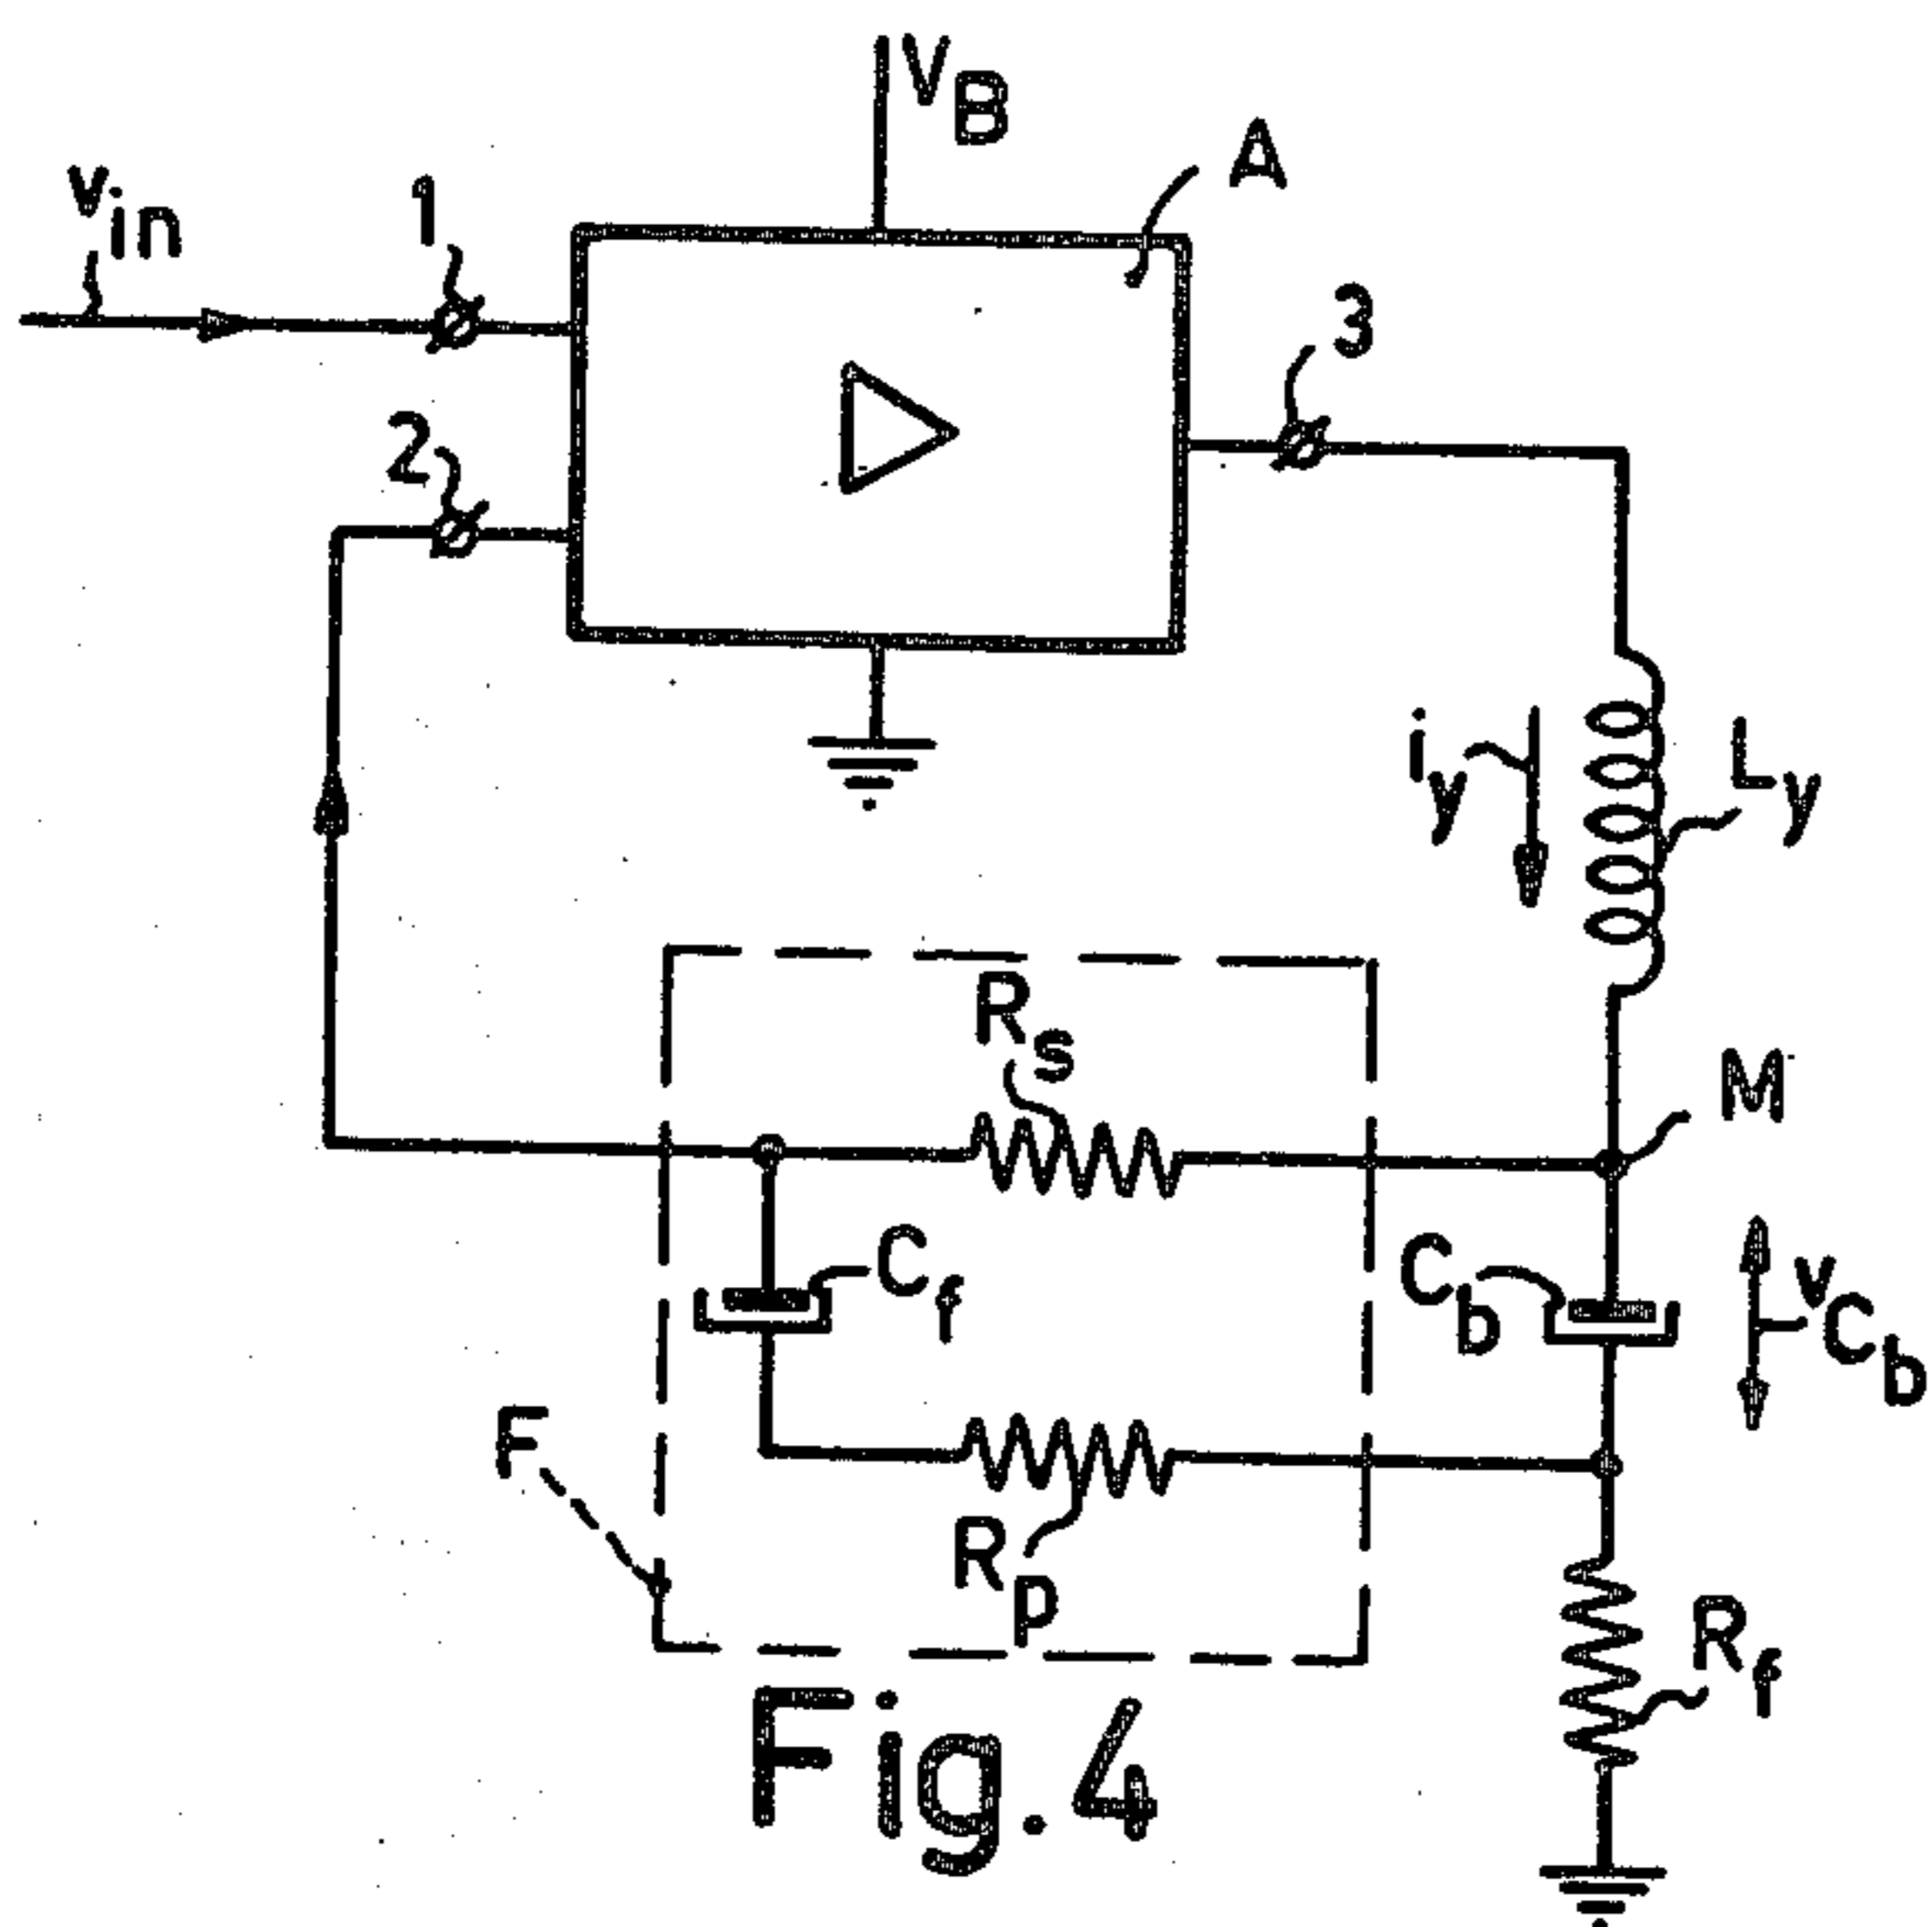 V_B
A
v_in
1
3
2
i_y
L_y
R_s
M
C_f
C_b
v_Cb
F
R_p
R_f
Fig.4